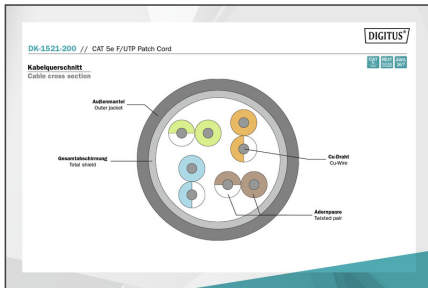 DIGITUS
DK-1521-200 // CAT 5e F/UTP Patch Cord
Kabelquerschnitt
Cable cross section
Außenmantel
Outer jacket
Gesamtabschirmung
Total shield
Cu-Draht
Cu-Wire
Adernpaare
Twisted pair